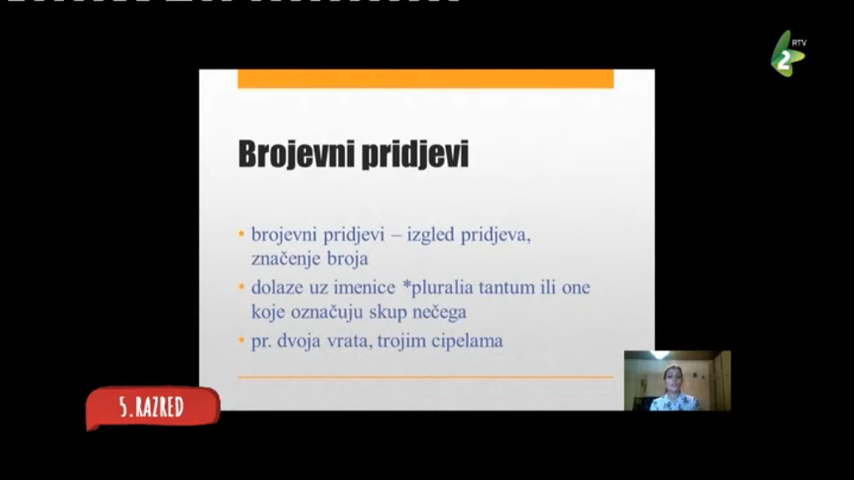 RTV
2
Brojevni pridjevi
• brojevni pridjevi – izgled pridjeva,
značenje broja
• dolaze uz imenice *pluralia tantum ili one
koje označuju skup nečega
• pr. dvoja vrata, trojim cipelama
5.RAZRED